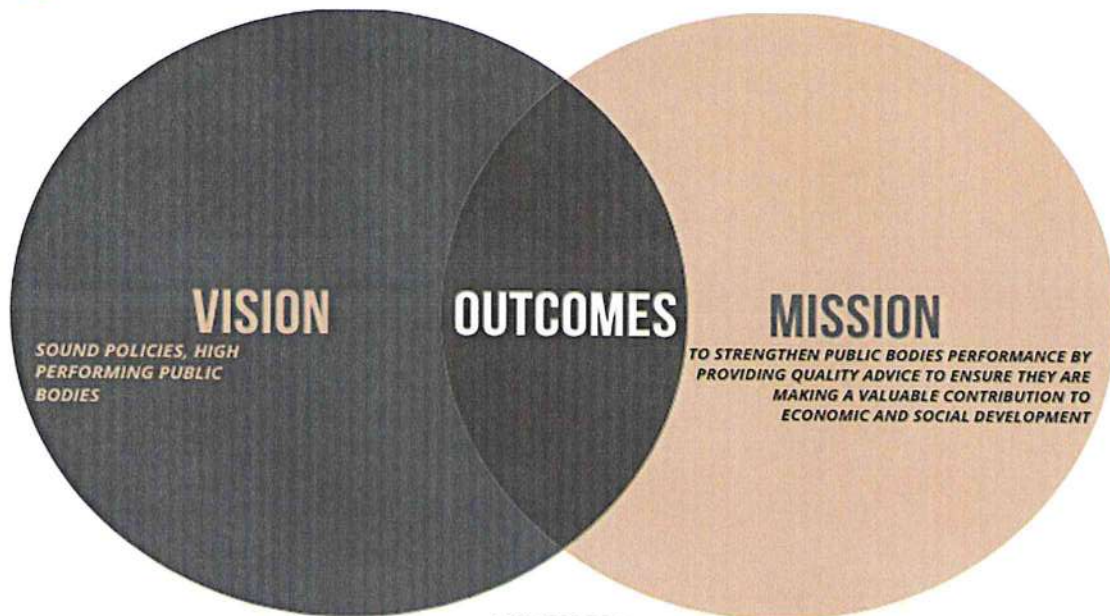 VISION
SOUND POLICIES, HIGH
PERFORMING PUBLIC
BODIES
OUTCOMES
MISSION
TO STRENGTHEN PUBLIC BODIES PERFORMANCE BY
PROVIDING QUALITY ADVICE TO ENSURE THEY ARE
MAKING A VALUABLE CONTRIBUTION TO
ECONOMIC AND SOCIAL DEVELOPMENT